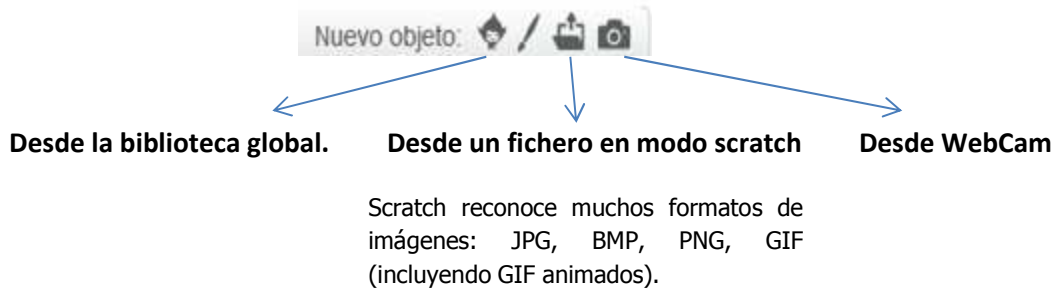 Nuevo objeto:
Desde la biblioteca global.
Desde un fichero en modo scratch
Desde WebCam
Scratch reconoce muchos formatos de
imágenes: JPG, BMP, PNG, GIF
(incluyendo GIF animados).